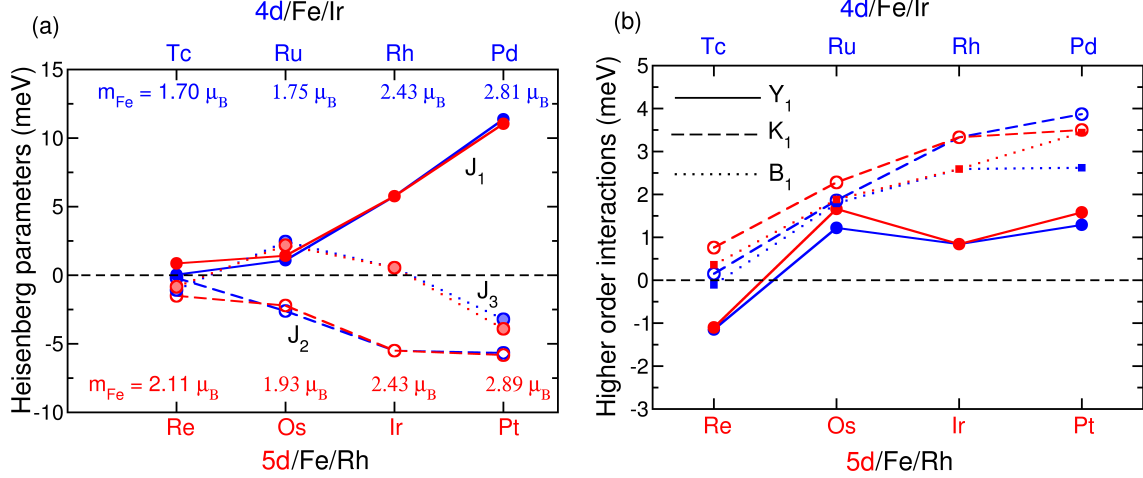 (a)
4d/Fe/Ir
Tc Ru Rh Pd
15
10
5
0
-5
-10
Heisenberg parameters (meV)
m_Fe = 1.70 μ_B 1.75 μ_B 2.43 μ_B 2.81 μ_B
J_1
J_3
J_2
m_Fe = 2.11 μ_B 1.93 μ_B 2.43 μ_B 2.89 μ_B
Re Os Ir Pt
5d/Fe/Rh
(b)
4d/Fe/Ir
Tc Ru Rh Pd
5
4
3
2
1
0
-1
-2
-3
Higher order interactions (meV)
Y_1
K_1
B_1
Re Os Ir Pt
5d/Fe/Rh